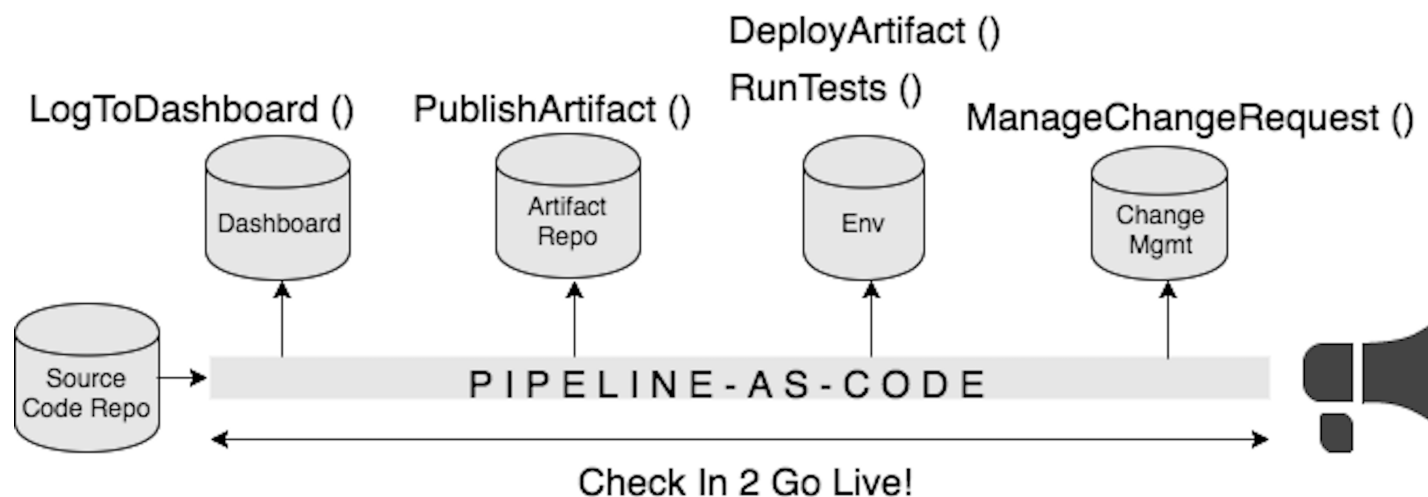 DeployArtifact ()
RunTests ()
LogToDashboard ()
PublishArtifact ()
ManageChangeRequest ()
Dashboard
Artifact
Repo
Env
Change
Mgmt
Source
Code Repo
PIPELINE-AS-CODE
Check In 2 Go Live!